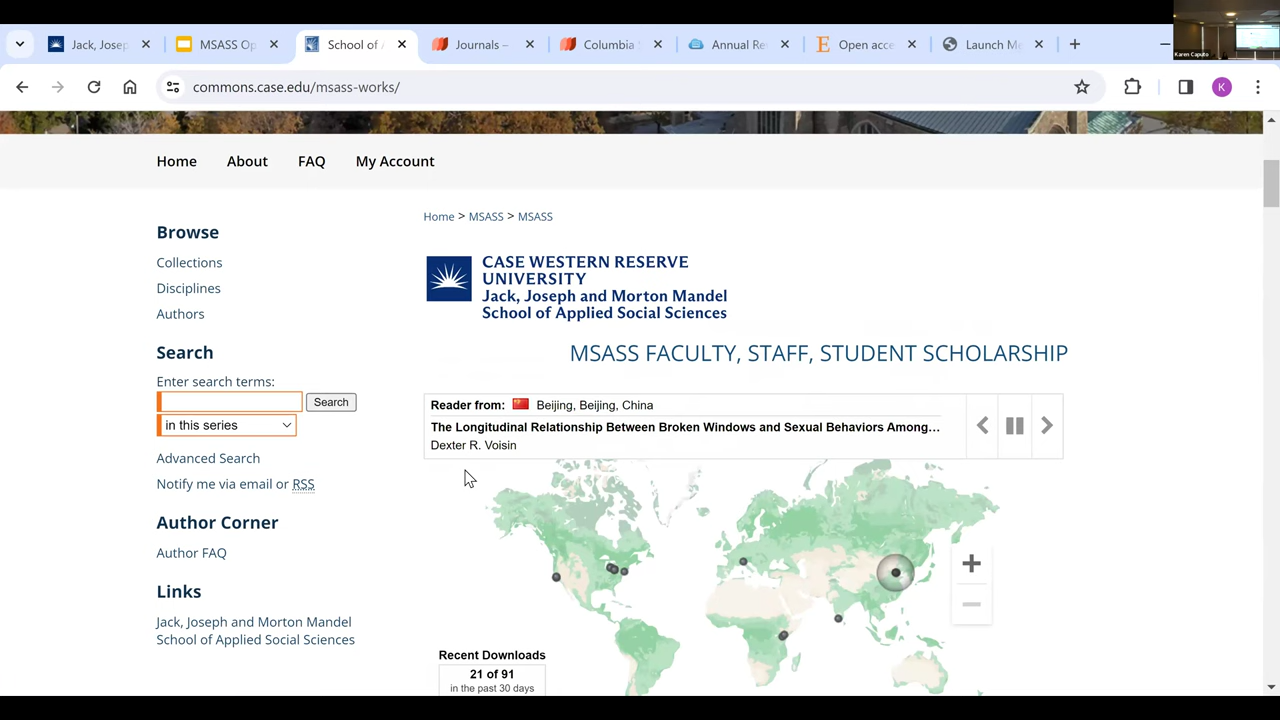 Jack, Josep
MSASS Op
School of A
Journals –
Columbia
Annual Re
Open acce
Launch Me
Karen Caputo
commons.case.edu/msass-works/
K
Home
About
FAQ
My Account
Home > MSASS > MSASS
Browse
Collections
Disciplines
Authors
Search
Enter search terms:
Search
in this series
Advanced Search
Notify me via email or RSS
Author Corner
Author FAQ
Links
Jack, Joseph and Morton Mandel
School of Applied Social Sciences
CASE WESTERN RESERVE
UNIVERSITY
Jack, Joseph and Morton Mandel
School of Applied Social Sciences
MSASS FACULTY, STAFF, STUDENT SCHOLARSHIP
Reader from: Beijing, Beijing, China
The Longitudinal Relationship Between Broken Windows and Sexual Behaviors Among...
Dexter R. Voisin
+
–
Recent Downloads
21 of 91
in the past 30 days